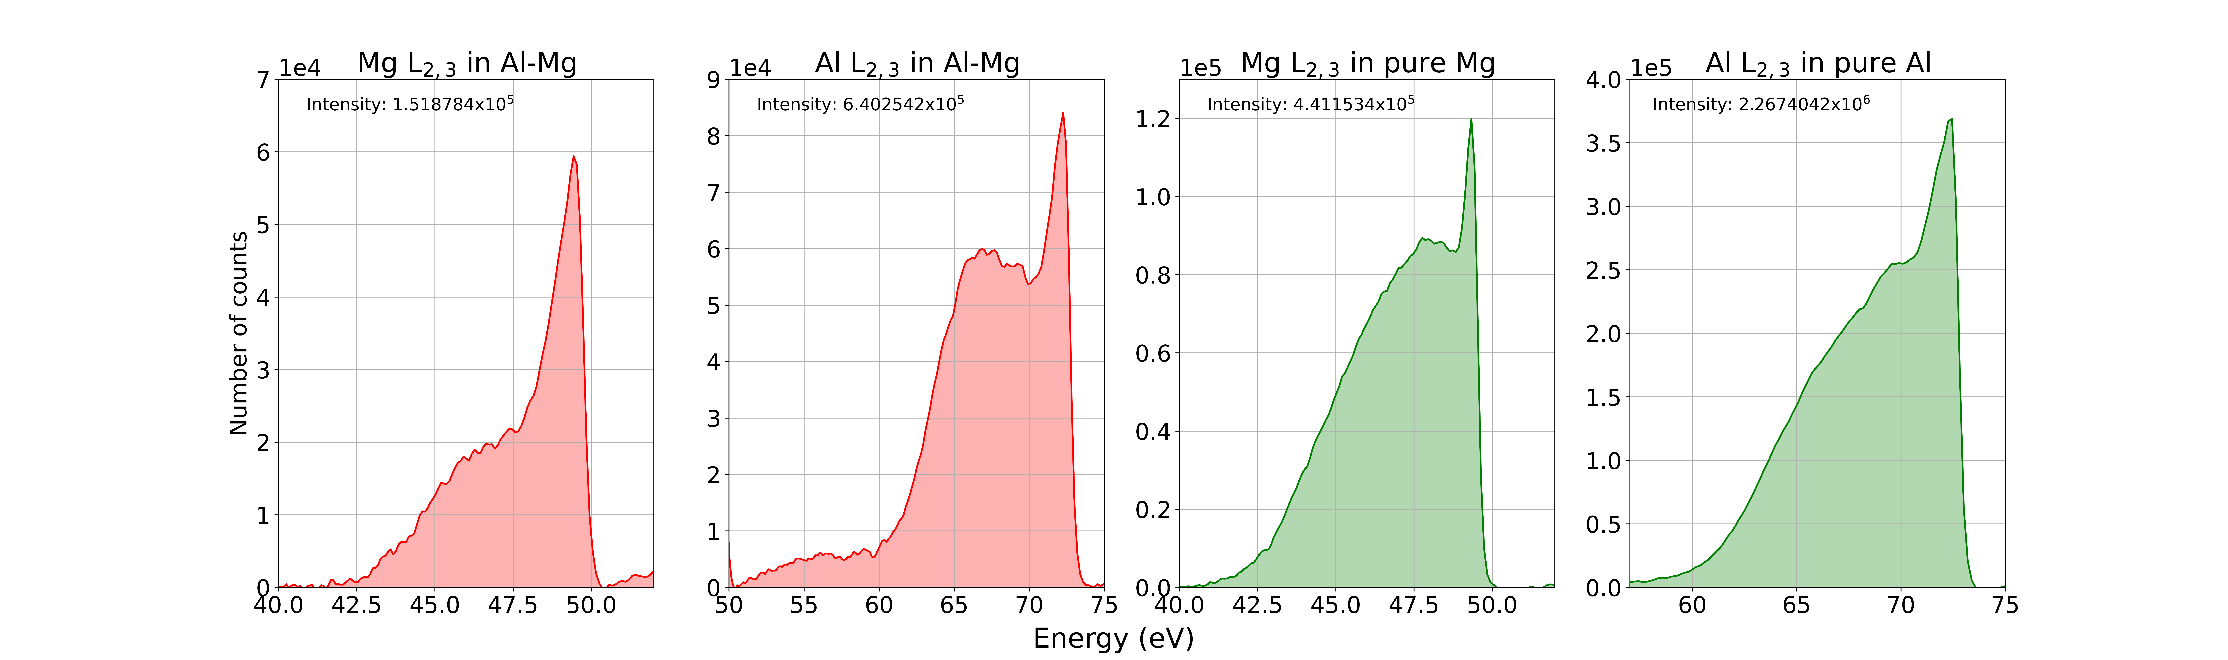 1e4 Mg L2, 3 in Al-Mg
Intensity: 1.518784x10^5
7
6
5
4
3
2
1
0
40.0 42.5 45.0 47.5 50.0
Number of counts
1e4 Al L2, 3 in Al-Mg
Intensity: 6.402542x10^5
9
8
7
6
5
4
3
2
1
0
50 55 60 65 70 75
1e5 Mg L2, 3 in pure Mg
Intensity: 4.411534x10^5
1.2
1.0
0.8
0.6
0.4
0.2
0.0
40.0 42.5 45.0 47.5 50.0
1e5 Al L2, 3 in pure Al
Intensity: 2.2674042x10^6
4.0
3.5
3.0
2.5
2.0
1.5
1.0
0.5
0.0
60 65 70 75
Energy (eV)